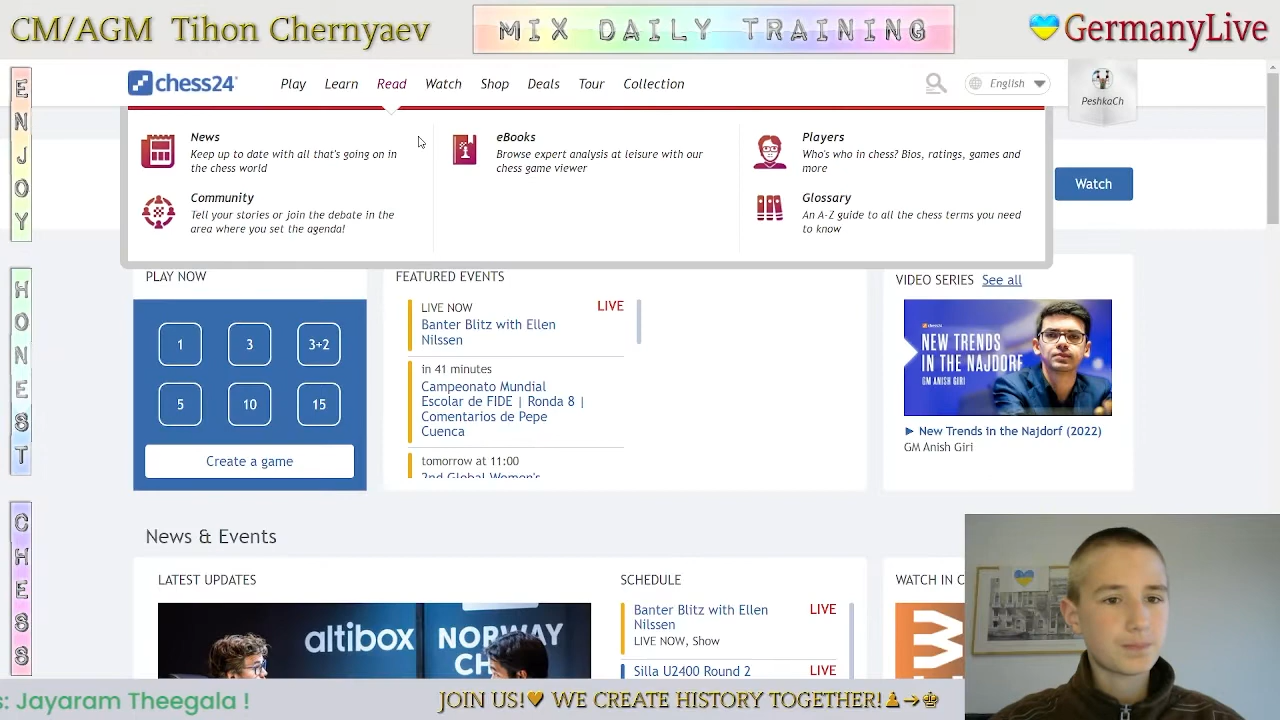 CM/AGM Tihon Chernyaev
MIX DAILY TRAINING
GermanyLive
ENJOY
HONEST
CHESS
chess24
Play Learn Read Watch Shop Deals Tour Collection
English
PeshkaCh
News
Keep up to date with all that's going on in
the chess world
Community
Tell your stories or join the debate in the
area where you set the agenda!
eBooks
Browse expert analysis at leisure with our
chess game viewer
Players
Who's who in chess? Bios, ratings, games and
more
Glossary
An A-Z guide to all the chess terms you need
to know
Watch
PLAY NOW
1 3 3+2
5 10 15
Create a game
FEATURED EVENTS
LIVE NOW LIVE
Banter Blitz with Ellen
Nilssen
in 41 minutes
Campeonato Mundial
Escolar de FIDE | Ronda 8 |
Comentarios de Pepe
Cuenca
tomorrow at 11:00
2nd Global Women's
VIDEO SERIES See all
chess24
NEW TRENDS
IN THE NAJDORF
GM ANISH GIRI
New Trends in the Najdorf (2022)
GM Anish Giri
News & Events
LATEST UPDATES
altibox
NORWAY
SCHEDULE
Banter Blitz with Ellen LIVE
Nilssen
LIVE NOW, Show
Silla U2400 Round 2 LIVE
WATCH IN
s: Jayaram Theegala !
JOIN US!🧡 WE CREATE HISTORY TOGETHER!♟→♚